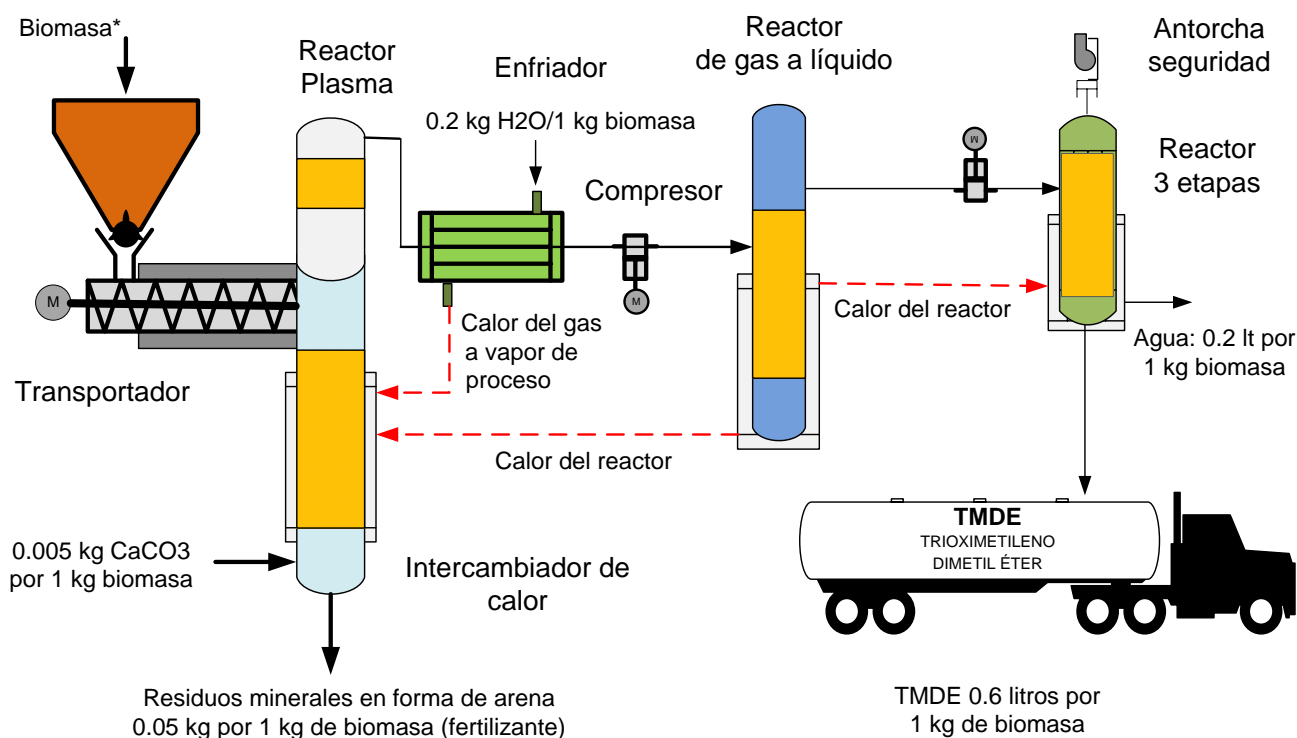 Biomasa*
Reactor
Plasma
Enfriador
0.2 kg H2O/1 kg biomasa
Reactor
de gas a líquido
Antorcha
seguridad
Compresor
M
Reactor
3 etapas
M
M
Calor del gas
a vapor de
proceso
Calor del reactor
Agua: 0.2 lt por
1 kg biomasa
Transportador
Calor del reactor
0.005 kg CaCO3
por 1 kg biomasa
Intercambiador de
calor
TMDE
TRIOXIMETILENO
DIMETIL ÉTER
Residuos minerales en forma de arena
0.05 kg por 1 kg de biomasa (fertilizante)
TMDE 0.6 litros por
1 kg de biomasa